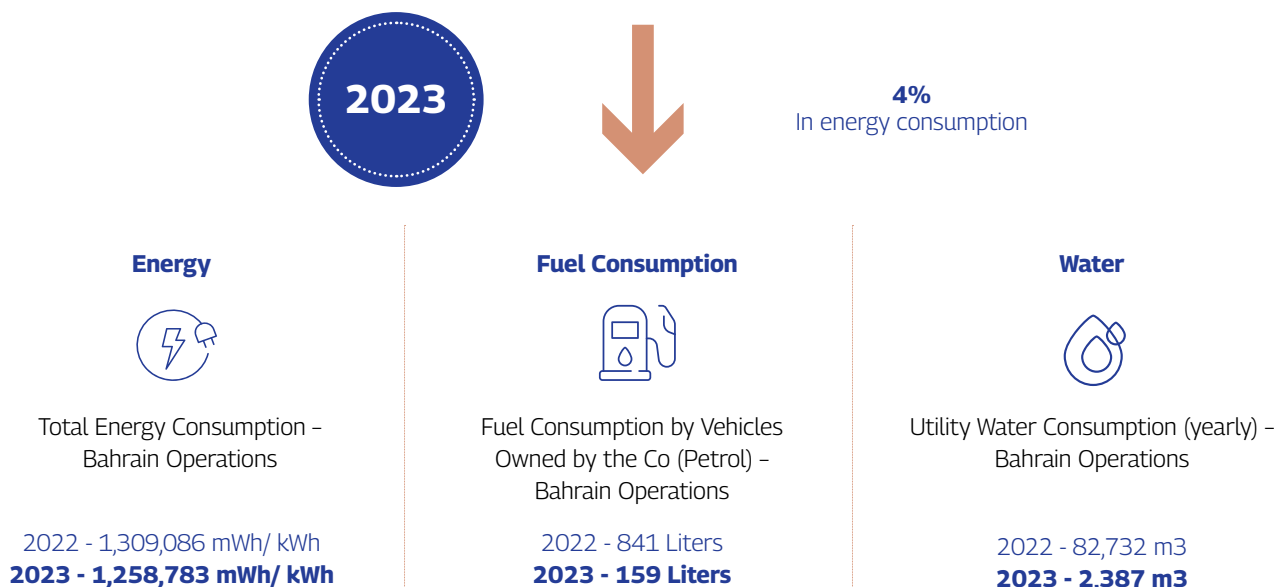 2023
4%
In energy consumption
Energy
Total Energy Consumption –
Bahrain Operations
2022 - 1,309,086 mWh/ kWh
2023 - 1,258,783 mWh/ kWh
Fuel Consumption
Fuel Consumption by Vehicles
Owned by the Co (Petrol) –
Bahrain Operations
2022 - 841 Liters
2023 - 159 Liters
Water
Utility Water Consumption (yearly) –
Bahrain Operations
2022 - 82,732 m3
2023 - 2,387 m3